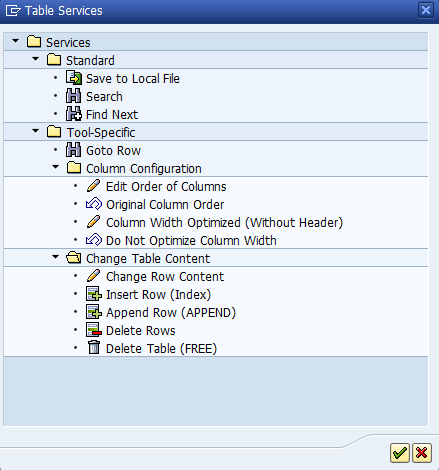 Table Services
Services
Standard
Save to Local File
Search
Find Next
Tool-Specific
Goto Row
Column Configuration
Edit Order of Columns
Original Column Order
Column Width Optimized (Without Header)
Do Not Optimize Column Width
Change Table Content
Change Row Content
Insert Row (Index)
Append Row (APPEND)
Delete Rows
Delete Table (FREE)